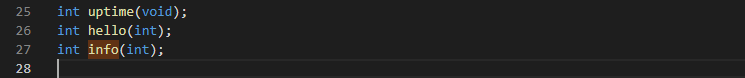 25 int uptime(void);
26 int hello(int);
27 int info(int);
28